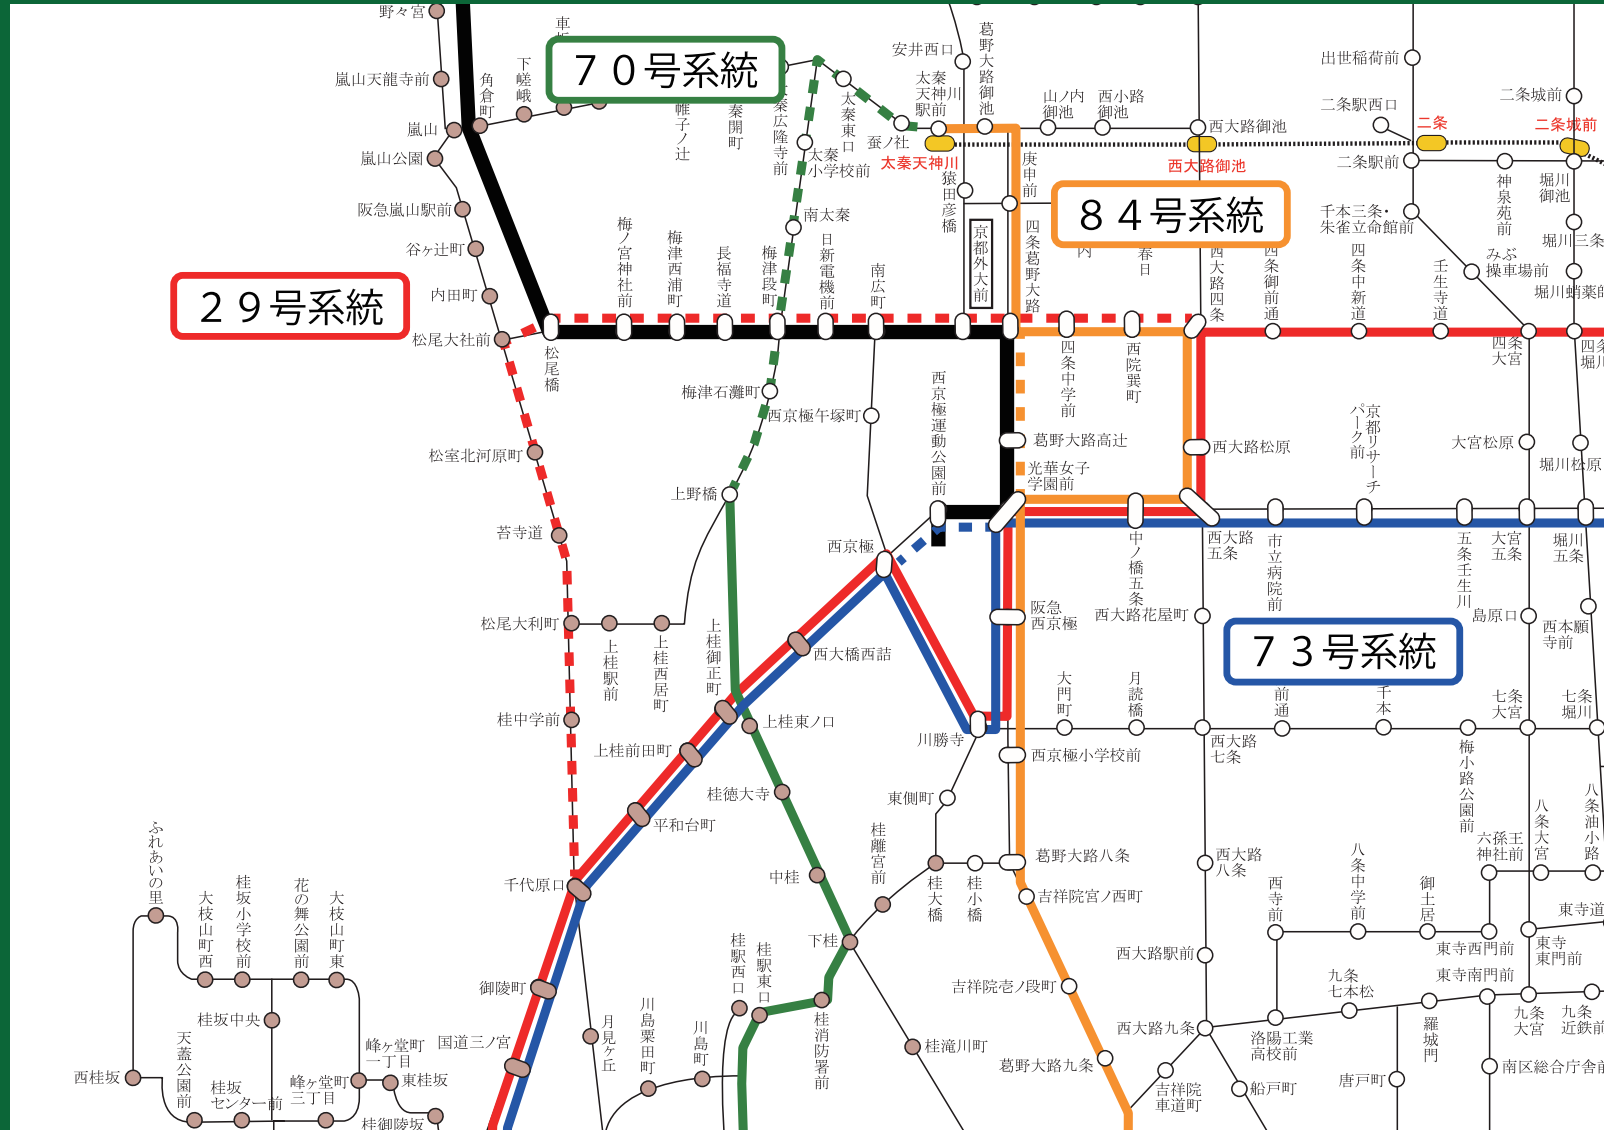 野々宮
嵐山天龍寺前
嵐山
嵐山公園
阪急嵐山駅前
谷ヶ辻町
内田町
松尾大社前
角倉町
下嵯峨
７０号系統
帷子ノ辻
太秦東口
蚕ノ社
太秦小学校前
南太秦
安井西口
太秦天神川駅前
葛野大路御池
山ノ内御池
西小路御池
西大路御池
太秦天神川
西大路御池
出世稲荷前
二条駅西口
二条
二条駅前
二条城前
二条城前
神泉苑前
堀川御池
千本三条・朱雀立命館前
堀川三条
みぶ操車場前
庚申前
猿田彦橋
京都外大前
四条葛野大路
８４号系統
西大路四条
四条御前通
四条中新道
壬生寺道
四条大宮
２９号系統
梅ノ宮神社前
梅津西浦町
長福寺道
梅津段町
日新電機前
南広町
松尾橋
四条中学前
西院巽町
梅津石灘町
西京極午塚町
西京極運動公園前
葛野大路高辻
光華女子学園前
西大路松原
京都リサーチパーク前
大宮松原
堀川松原
松室北河原町
上野橋
苔寺道
西京極
中ノ橋五条
西大路五条
市立病院前
五条壬生川
大宮五条
堀川五条
松尾大利町
上桂駅前
上桂西居町
上桂御正町
西大橋西詰
阪急西京極
西大路花屋町
島原口
西本願寺前
７３号系統
桂中学前
上桂前田町
上桂東ノ口
川勝寺
大門町
月読橋
西大路七条
七条大宮
七条堀川
西京極小学校前
梅小路公園前
桂徳大寺
平和台町
東側町
桂離宮前
中桂
千代原口
桂大橋
桂小橋
葛野大路八条
吉祥院宮ノ西町
西大路八条
西寺前
八条中学前
御土居
六孫王神社前
八条大宮
八条油小路
東寺西門前
東寺東門前
東寺道
下桂
桂駅西口
桂駅東口
桂消防署前
御陵町
国道三ノ宮
月見ヶ丘
川島栗田町
川島町
桂滝川町
吉祥院壱ノ段町
葛野大路九条
西大路駅前
西大路九条
吉祥院車道町
船戸町
洛陽工業高校前
九条七本松
東寺南門前
羅城門
唐戸町
九条大宮
九条近鉄前
南区総合庁舎前
ふれあいの里
大枝山町西
桂坂小学校前
花の舞公園前
大枝山町東
桂坂中央
西桂坂
天蓋公園前
桂坂センター前
峰ヶ堂町一丁目
峰ヶ堂町三丁目
東桂坂
桂御陵坂